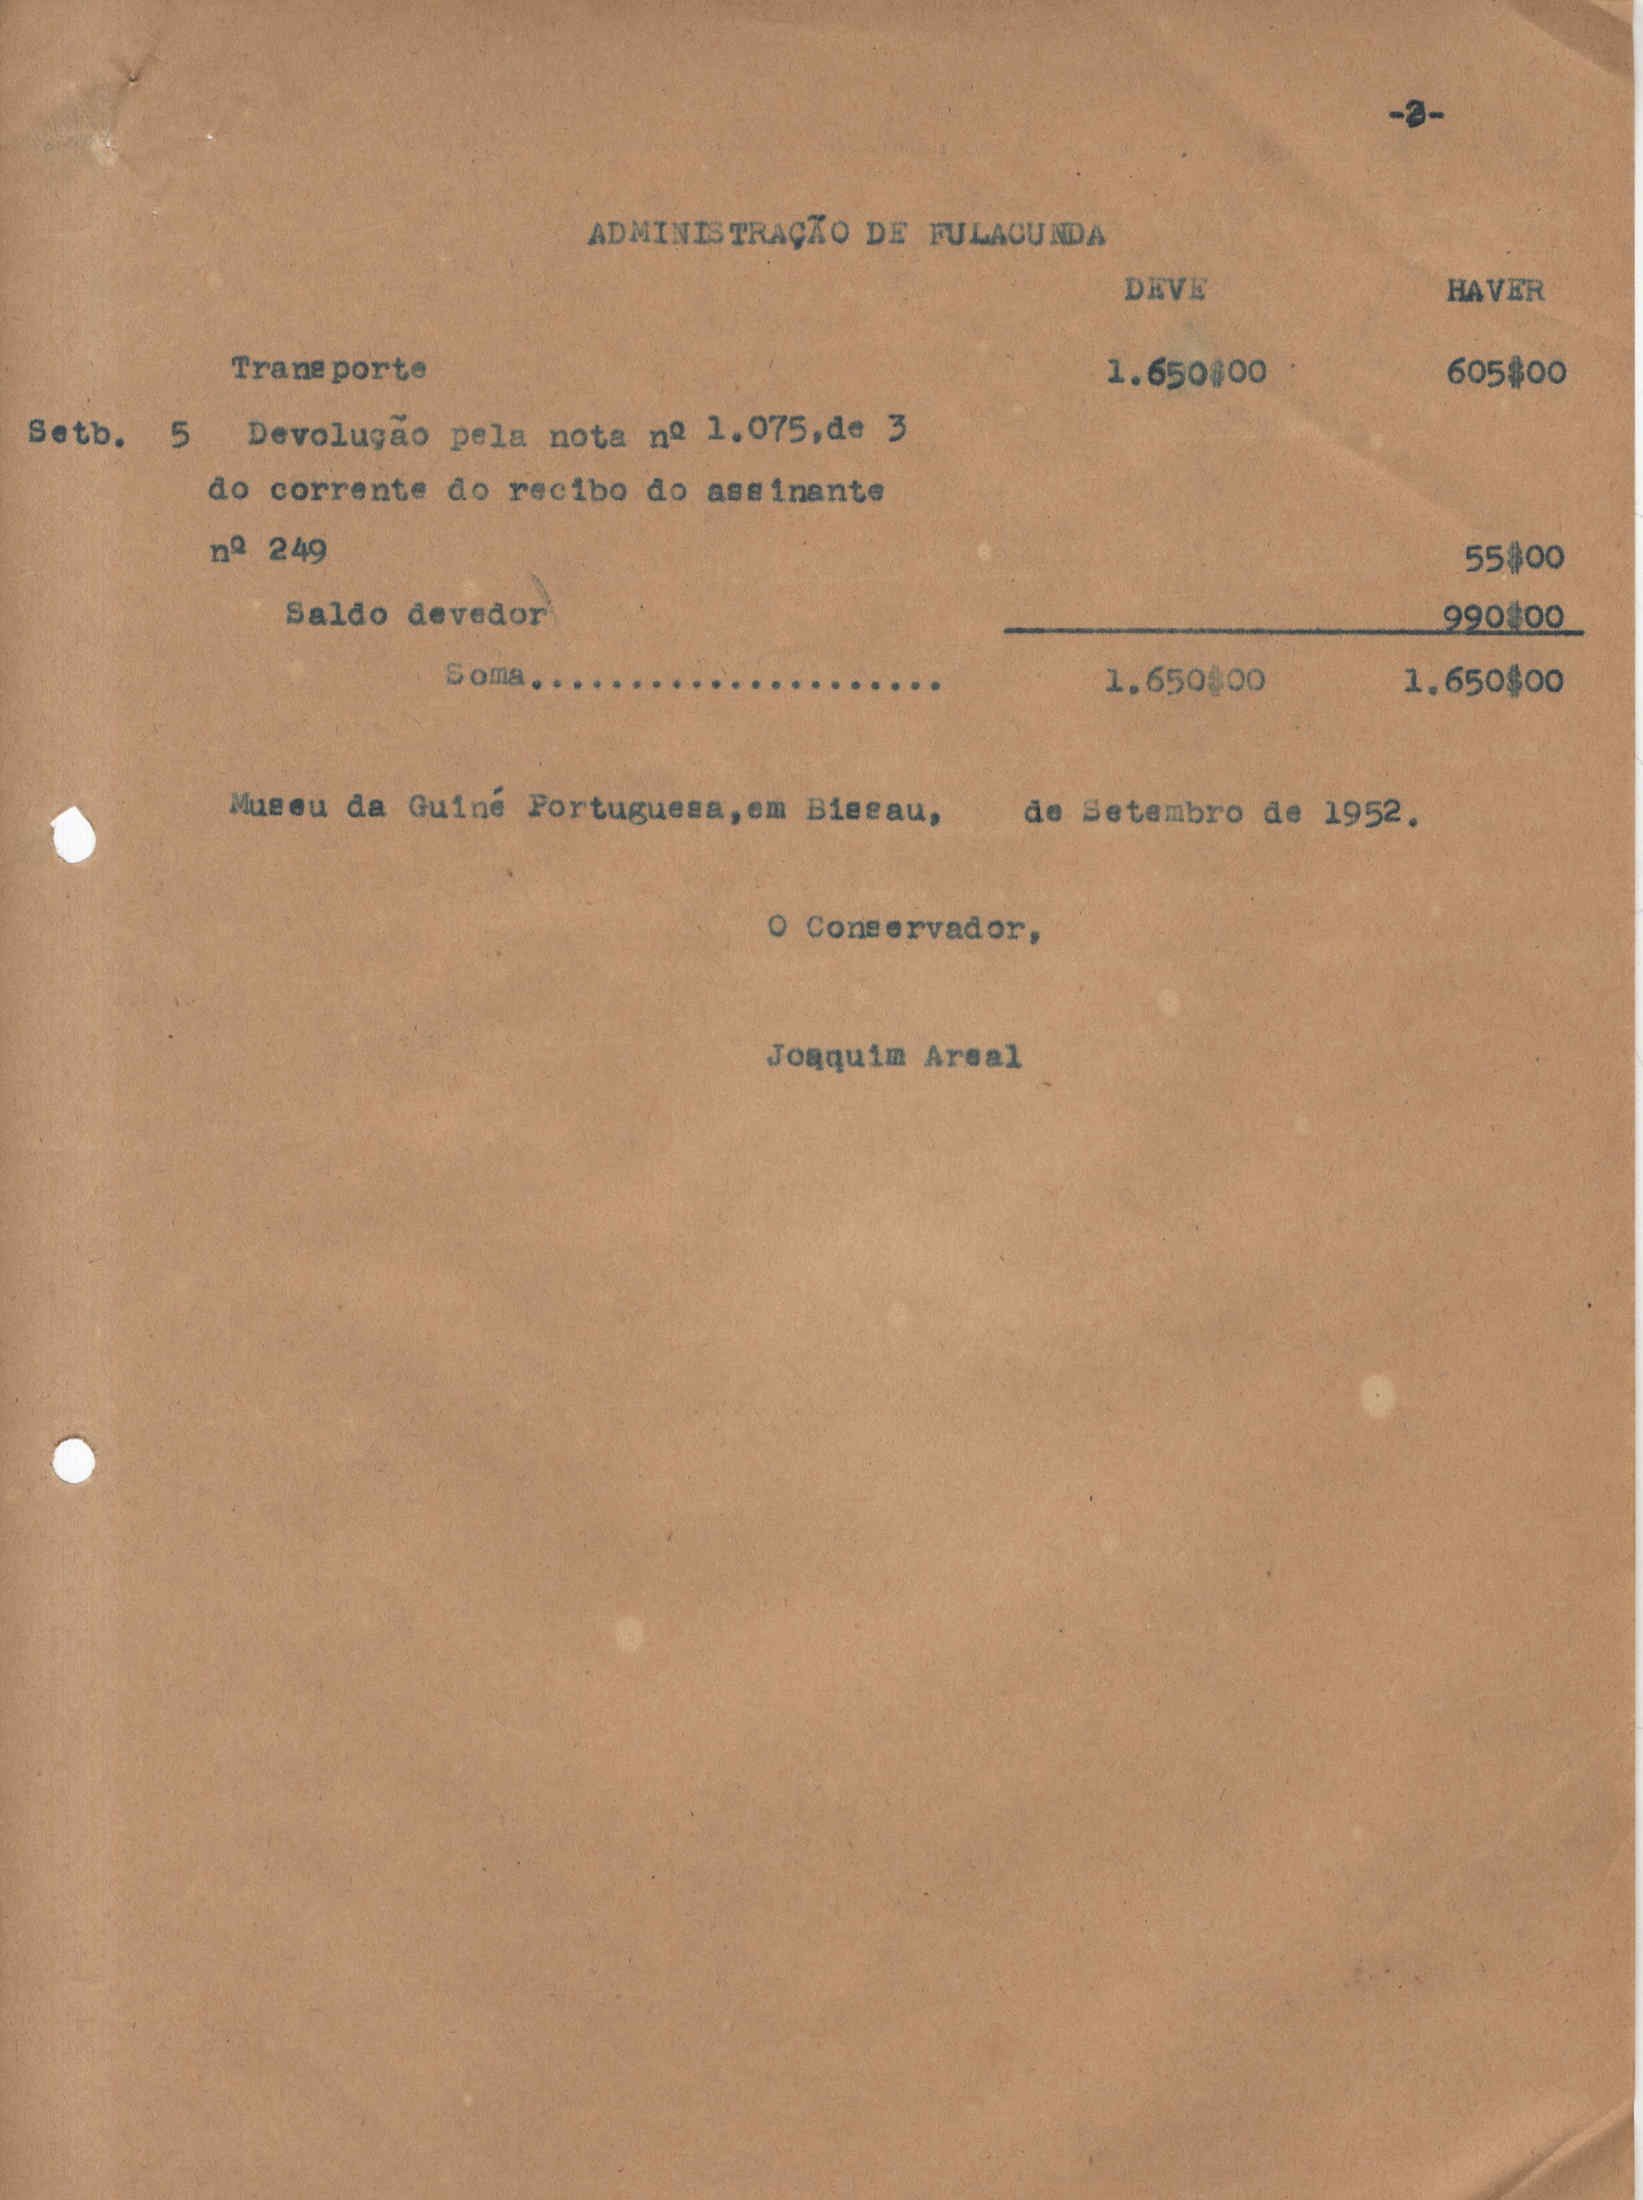 -2-
ADMINISTRAÇÃO DE FULACUNDA
DEVE HAVER
Transporte 1.650$00 605$00
Setb. 5 Devolução pela nota nº 1.075,de 3
do corrente do recibo do assinante
nº 249 55$00
Saldo devedor 990$00
Soma....................... 1.650$00 1.650$00
Museu da Guiné Portuguesa,em Bissau, de Setembro de 1952.
O Conservador,
Joaquim Areal